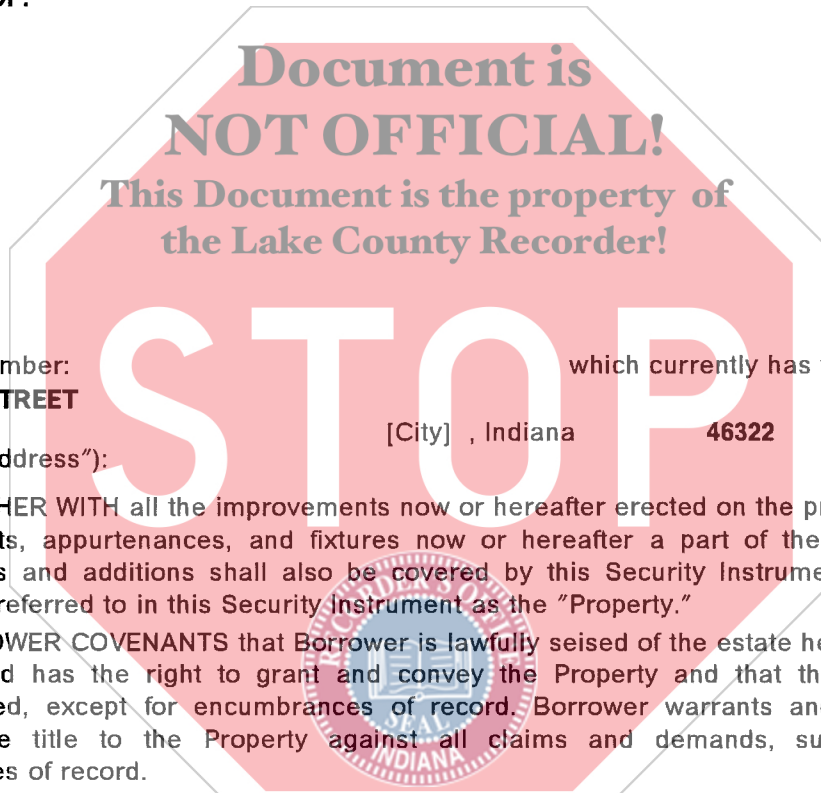 Document is
NOT OFFICIAL!
This Document is the property of
the Lake County Recorder!
STOP
mber: which currently has
TREET
[City] , Indiana 46322
ddress"):
HER WITH all the improvements now or hereafter erected on the pr
ts, appurtenances, and fixtures now or hereafter a part of the
s and additions shall also be covered by this Security Instrume
referred to in this Security Instrument as the "Property."
OWER COVENANTS that Borrower is lawfully seised of the estate he
d has the right to grant and convey the Property and that th
ed, except for encumbrances of record. Borrower warrants an
e title to the Property against all claims and demands, su
es of record.
RECORDER'S OFFICE
SEAL
INDIANA